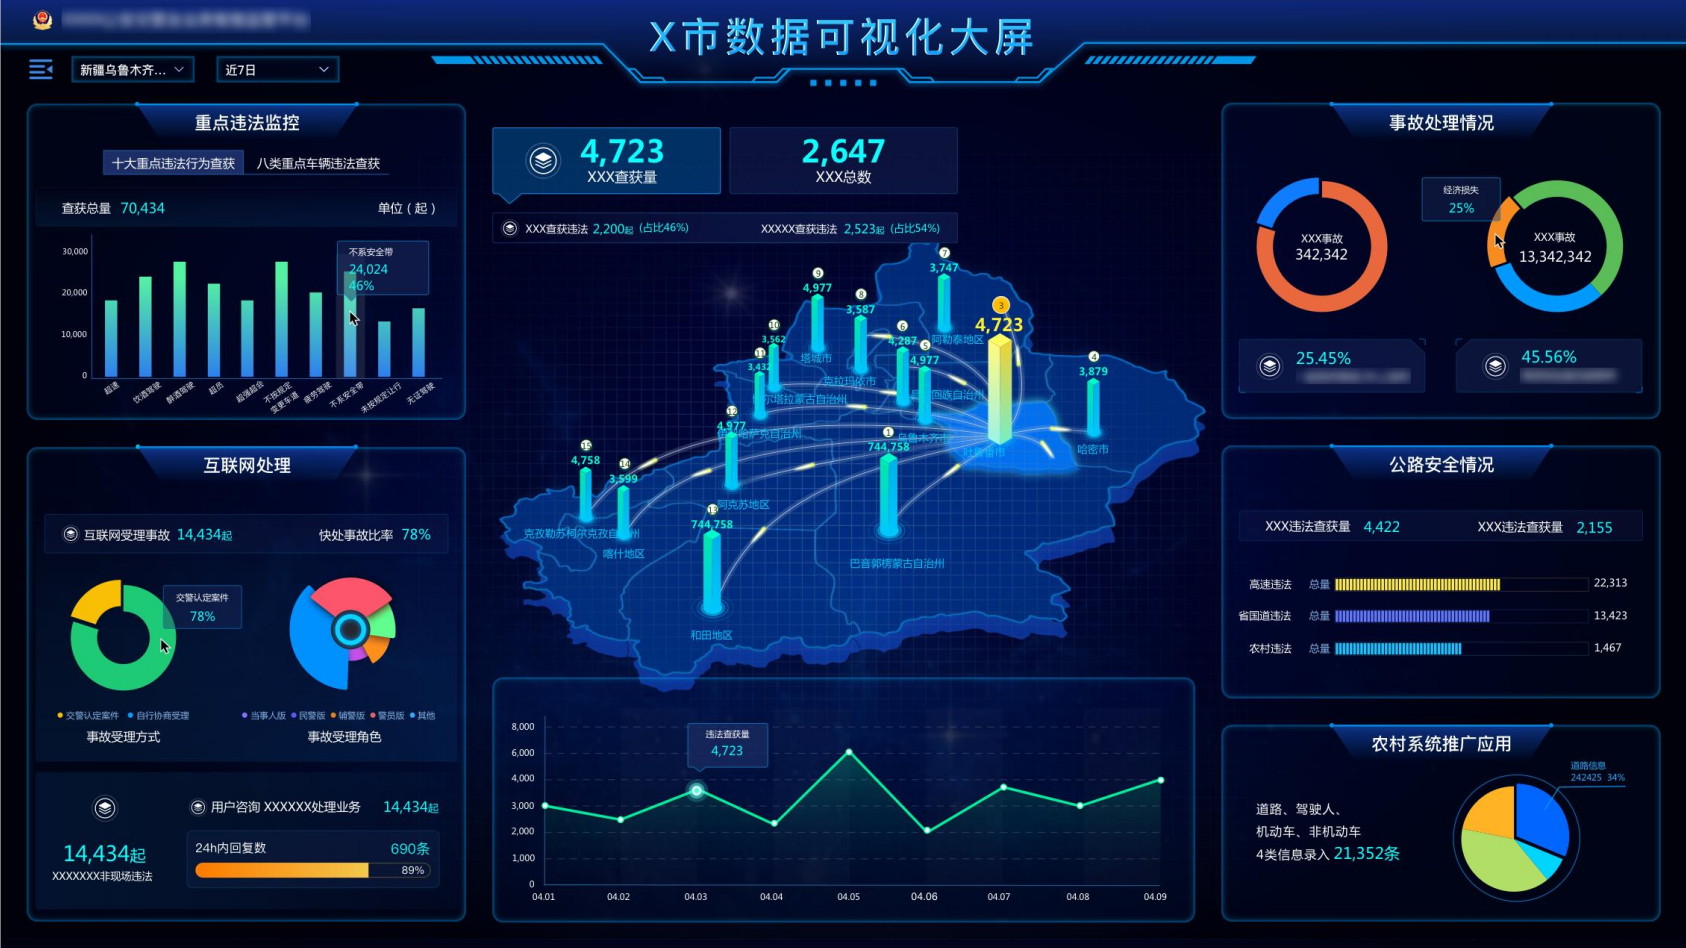 X市数据可视化大屏
新疆乌鲁木齐...
近7日
重点违法监控
十大重点违法行为查获
八类重点车辆违法查获
查获总量 70,434
单位（起）
30,000
20,000
10,000
0
不系安全带
24,024
46%
超速
饮酒驾驶
醉酒驾驶
超员
超强超会
不按规定
变更车道
疲劳驾驶
不系安全带
未按规定让行
无证驾驶
互联网处理
互联网受理事故 14,434起
快处事故比率 78%
交警认定案件
78%
交警认定案件
自行协商受理
事故受理方式
当事人版
民警版
辅警版
警员版
其他
事故受理角色
14,434起
XXXXXXX非现场违法
用户咨询 XXXXXX处理业务 14,434起
24h内回复数 690条
89%
4,723
XXX查获量
2,647
XXX总数
XXX查获违法 2,200起 (占比46%)
XXXXX查获违法 2,523起 (占比54%)
7
3,747
阿勒泰地区
9
4,977
塔城市
8
3,587
克拉玛依市
3
4,723
6
4,287
5
4,977
回族自治州
10
3,562
11
3,432
尔塔拉蒙古自治州
4
3,879
哈密市
12
4,977
哈萨克自治州
1
744,758
乌鲁木齐市
巴音郭楞蒙古自治州
15
4,758
克孜勒苏柯尔克孜自
州
14
3,599
喀什地区
阿克苏地区
13
744,758
和田地区
违法查获量
4,723
8,000
6,000
4,000
3,000
2,000
1,000
0
04.01
04.02
04.03
04.04
04.05
04.06
04.07
04.08
04.09
事故处理情况
XXX事故
342,342
经济损失
25%
XXX事故
13,342,342
25.45%
45.56%
公路安全情况
XXX违法查获量 4,422
XXX违法查获量 2,155
高速违法 总量 22,313
省国道违法 总量 13,423
农村违法 总量 1,467
农村系统推广应用
道路信息
242425 34%
道路、驾驶人、
机动车、非机动车
4类信息录入 21,352条